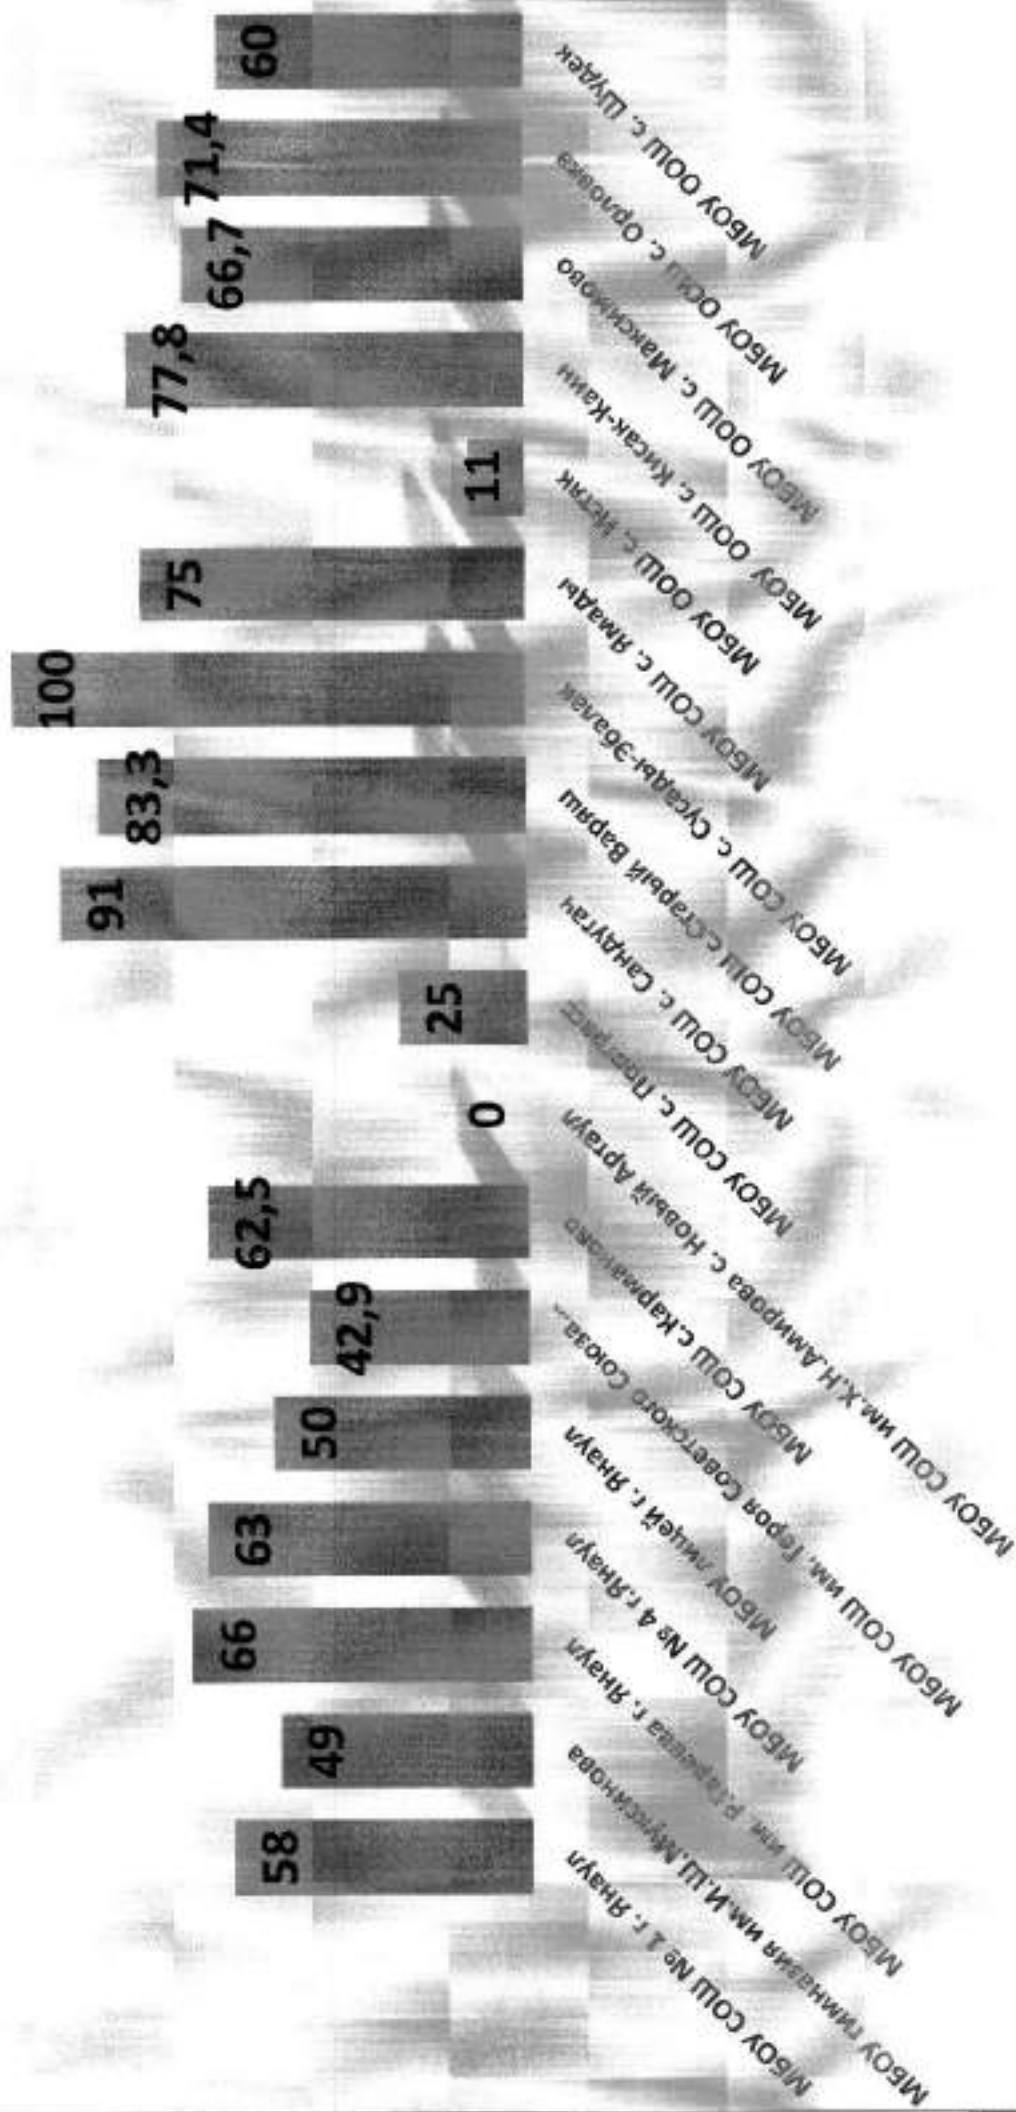 58
49
66
63
50
42,9
62,5
0
25
91
83,3
100
75
11
77,8
66,7
71,4
60
МБОУ СОШ № 1 г. Янаул
МБОУ гимназия им.И.Ш.Муксинова
МБОУ СОШ им. Р.Гареева г. Янаул
МБОУ СОШ № 4 г.Янаул
МБОУ лицей г. Янаул
МБОУ СОШ им. Героя Советского Союза...
МБОУ СОШ с.Карманово
МБОУ СОШ им.Х.Н.Амирова с. Новый Артаул
МБОУ СОШ с. Прогресс
МБОУ СОШ с. Сандугач
МБОУ СОШ с.Старый Варяш
МБОУ СОШ с. Сусады-Эбалак
МБОУ СОШ с. Ямады
МБОУ ООШ с. Истяк
МБОУ ООШ с. Кисак-Каин
МБОУ ООШ с. Максимово
МБОУ ООШ с. Орловка
МБОУ ООШ с. Шудек